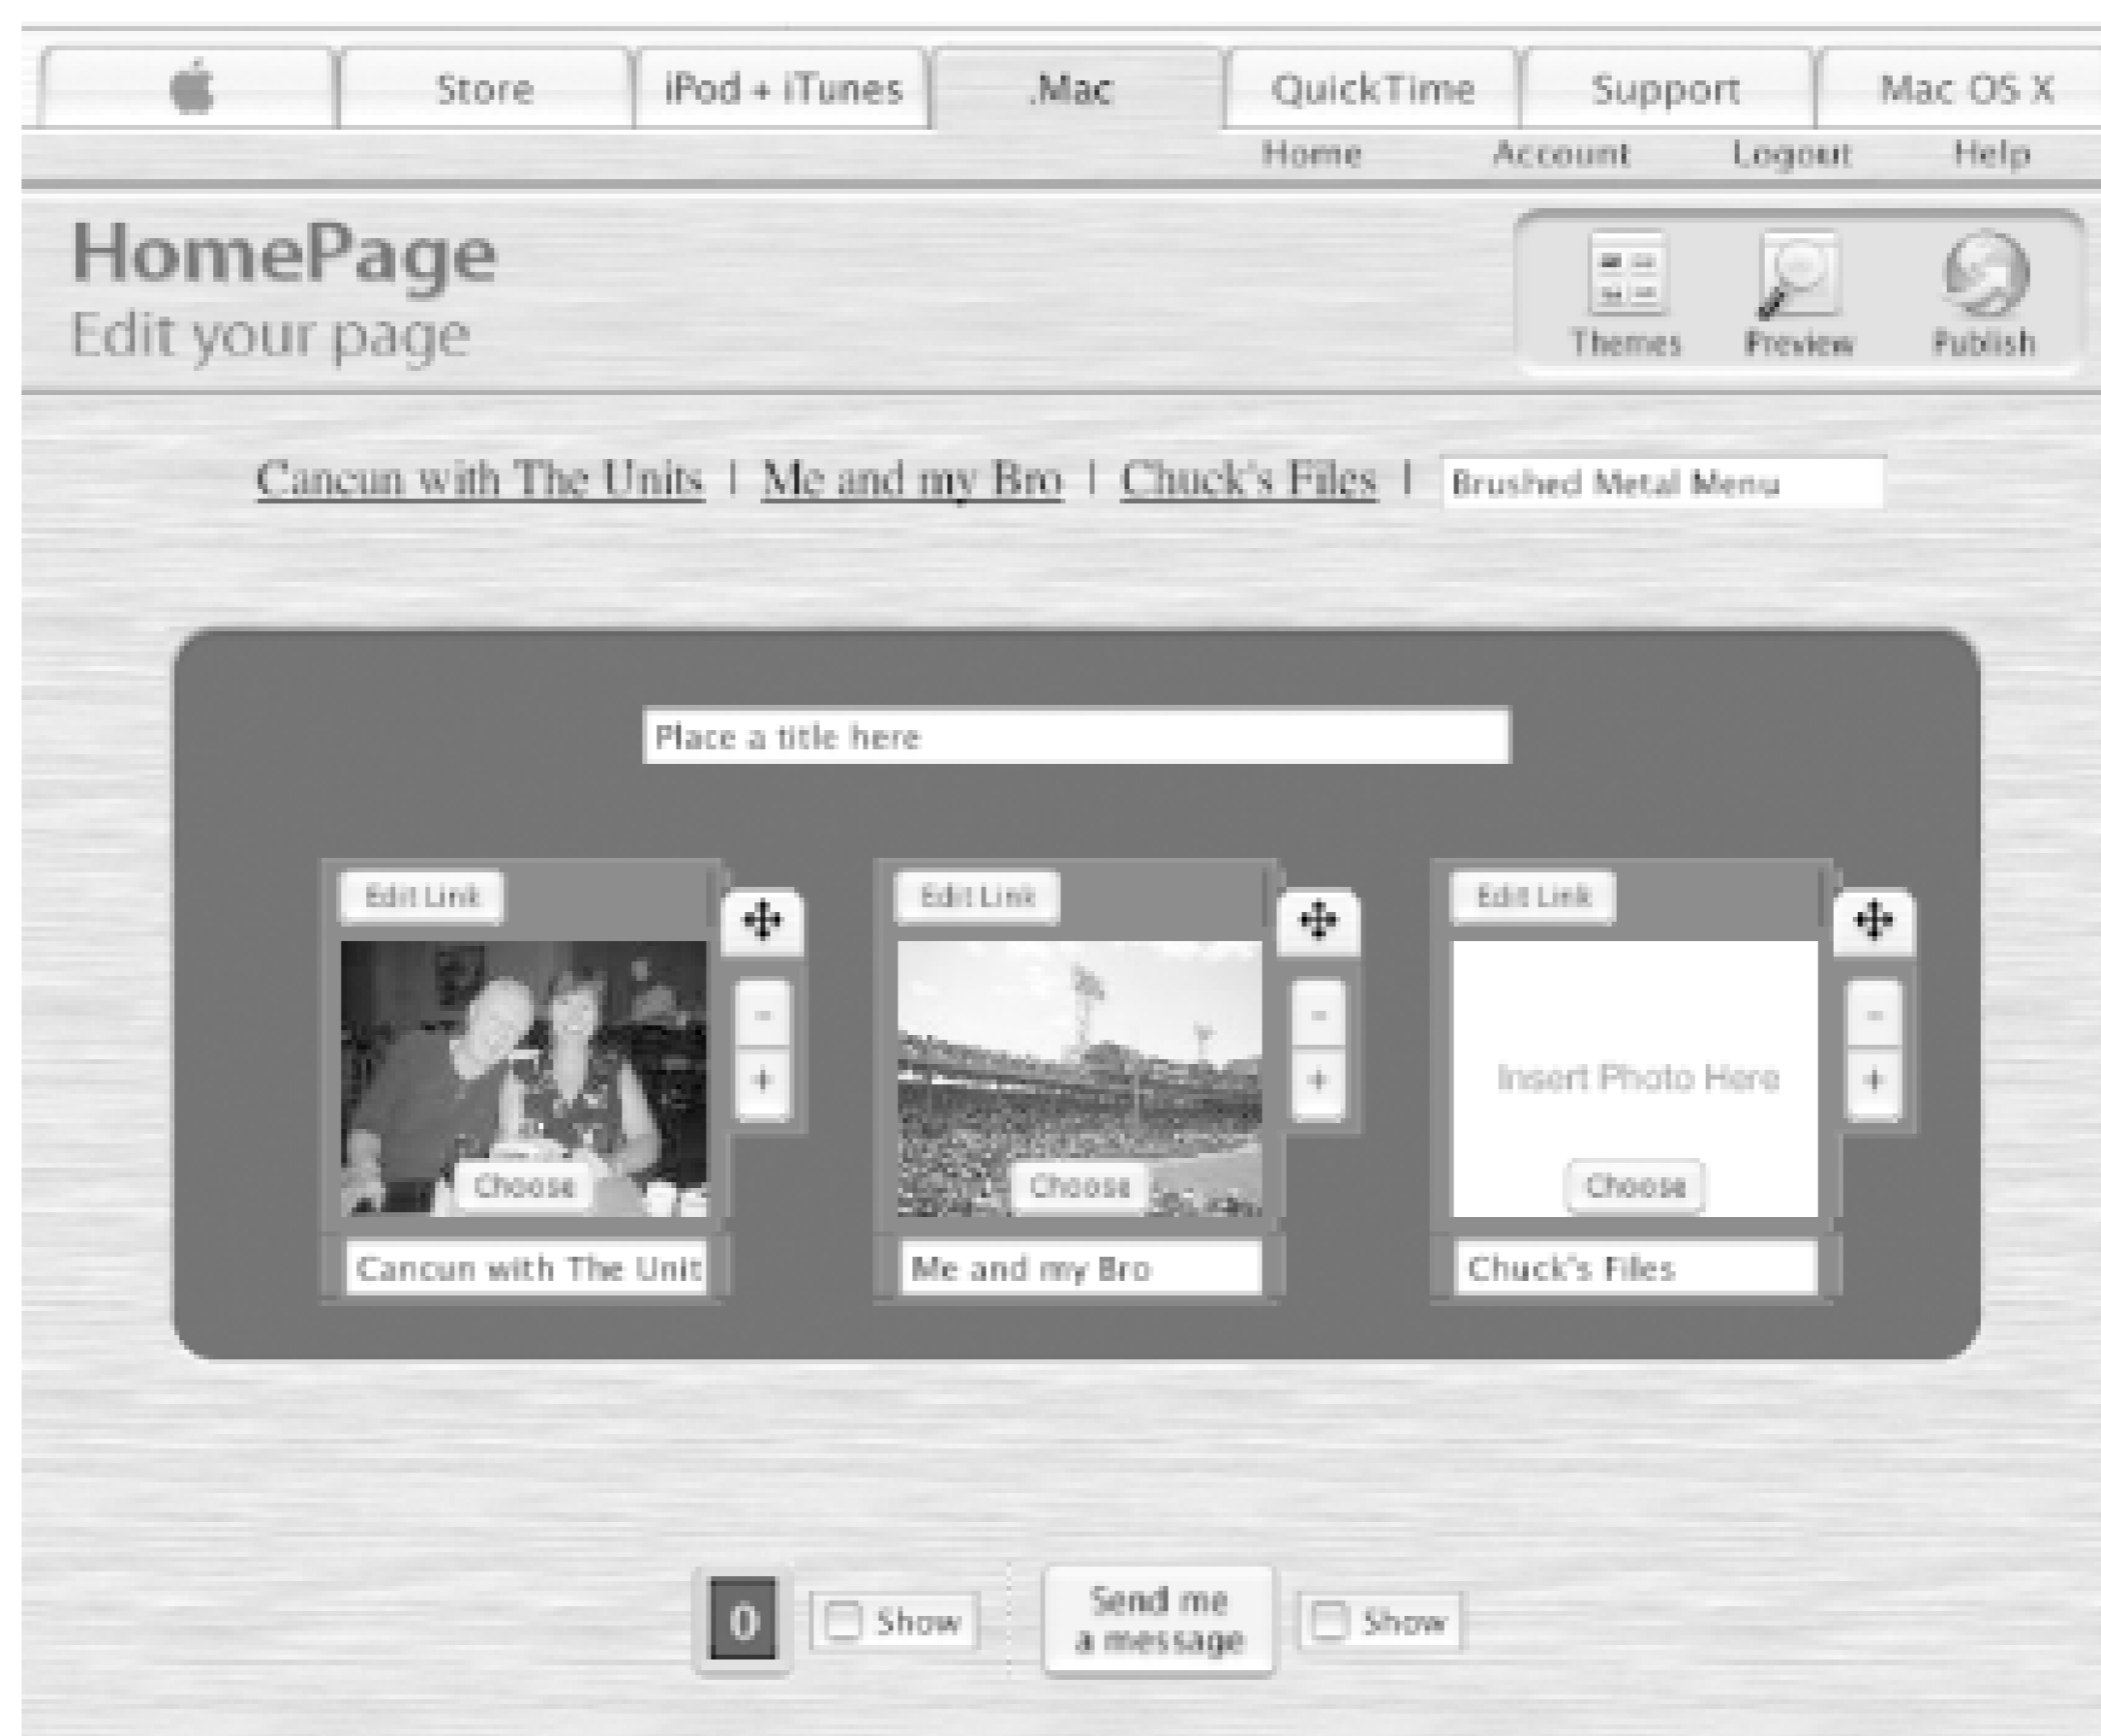 Store iPod + iTunes .Mac QuickTime Support Mac OS X
Home Account Logout Help
HomePage
Edit your page
Themes Preview Publish
Cancun with The Units | Me and my Bro | Chuck's Files | Brushed Metal Menu
Place a title here
Edit Link Edit Link Edit Link
-
-
-
+
+
+
Insert Photo Here
Choose Choose Choose
Cancun with The Unit Me and my Bro Chuck's Files
0 Show Send me
a message Show